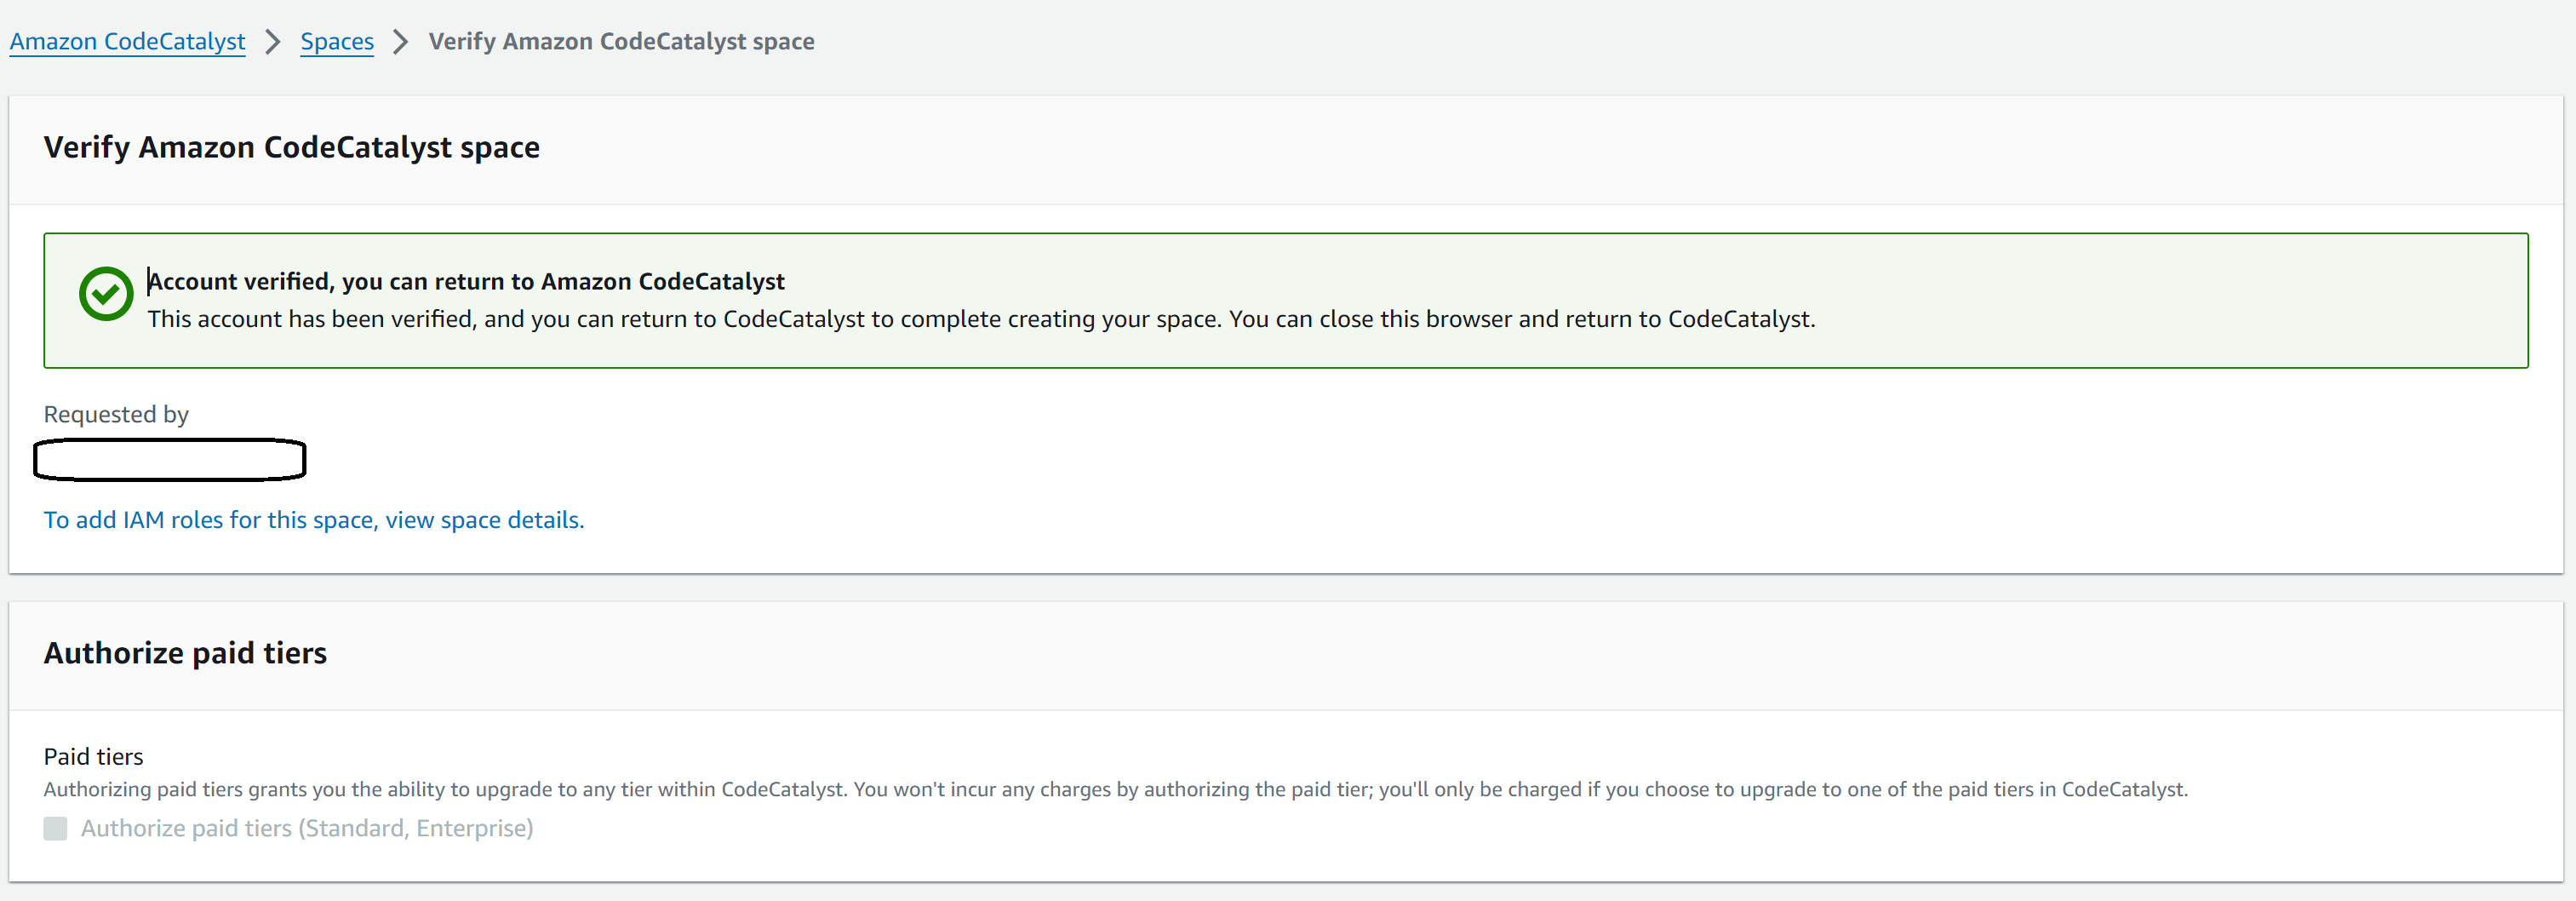 Amazon CodeCatalyst > Spaces > Verify Amazon CodeCatalyst space
Verify Amazon CodeCatalyst space
Account verified, you can return to Amazon CodeCatalyst
This account has been verified, and you can return to CodeCatalyst to complete creating your space. You can close this browser and return to CodeCatalyst.
Requested by
To add IAM roles for this space, view space details.
Authorize paid tiers
Paid tiers
Authorizing paid tiers grants you the ability to upgrade to any tier within CodeCatalyst. You won't incur any charges by authorizing the paid tier; you'll only be charged if you choose to upgrade to one of the paid tiers in CodeCatalyst.
Authorize paid tiers (Standard, Enterprise)